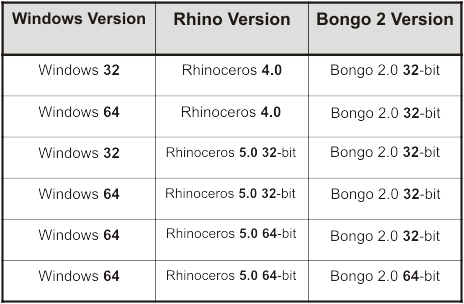 Windows Version Rhino Version Bongo 2 Version
Windows 32 Rhinoceros 4.0 Bongo 2.0 32-bit
Windows 64 Rhinoceros 4.0 Bongo 2.0 32-bit
Windows 32 Rhinoceros 5.0 32-bit Bongo 2.0 32-bit
Windows 64 Rhinoceros 5.0 32-bit Bongo 2.0 32-bit
Windows 64 Rhinoceros 5.0 64-bit Bongo 2.0 32-bit
Windows 64 Rhinoceros 5.0 64-bit Bongo 2.0 64-bit